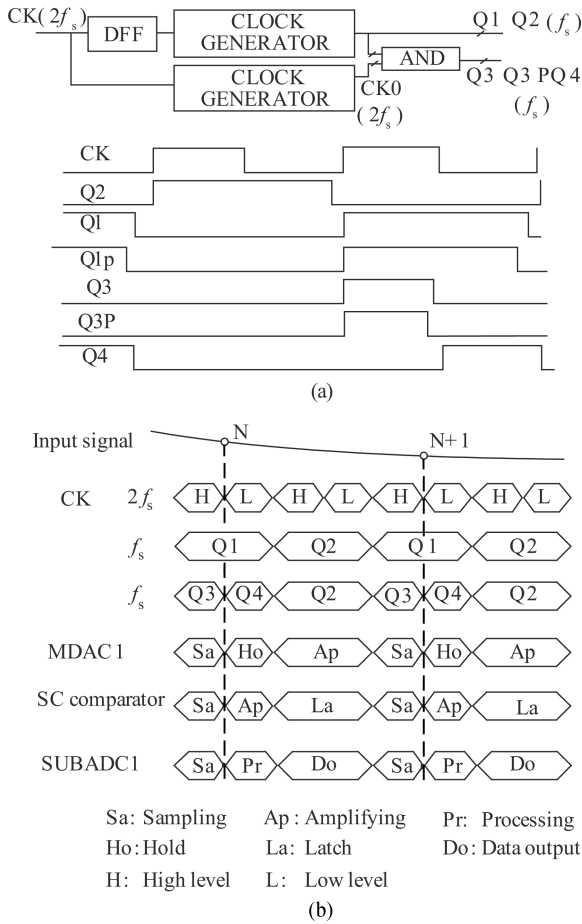 CK(2fs) DFF CLOCK GENERATOR Q1 Q2 (fs)
CLOCK GENERATOR CK0 (2fs) AND Q3 Q3 PQ4 (fs)
CK
Q2
Q1
Q1p
Q3
Q3P
Q4
(a)
Input signal N N+1
CK 2fs H L H L H L H L
fs Q1 Q2 Q1 Q2
fs Q3 Q4 Q2 Q3 Q4 Q2
MDAC1 Sa Ho Ap Sa Ho Ap
SC comparator Sa Ap La Sa Ap La
SUBADC1 Sa Pr Do Sa Pr Do
Sa: Sampling Ap: Amplifying Pr: Processing
Ho: Hold La: Latch Do: Data output
H: High level L: Low level
(b)